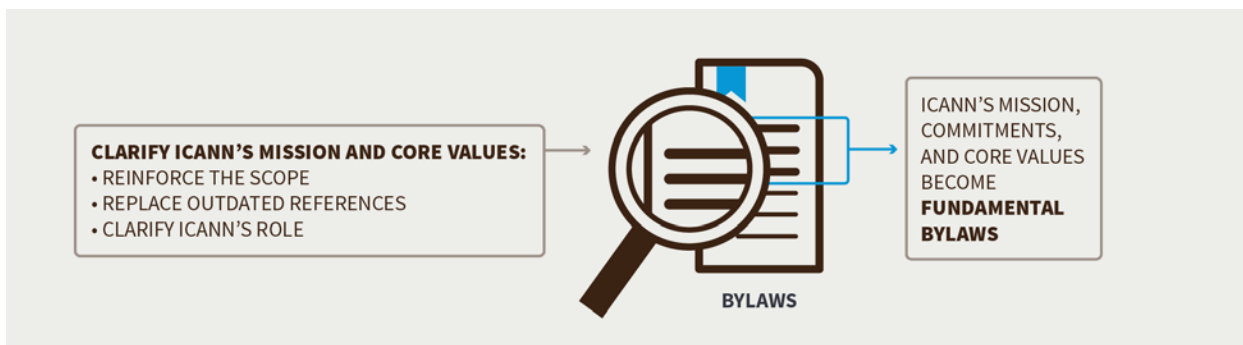 CLARIFY ICANN’S MISSION AND CORE VALUES:
• REINFORCE THE SCOPE
• REPLACE OUTDATED REFERENCES
• CLARIFY ICANN’S ROLE
BYLAWS
ICANN’S MISSION,
COMMITMENTS,
AND CORE VALUES
BECOME
FUNDAMENTAL
BYLAWS